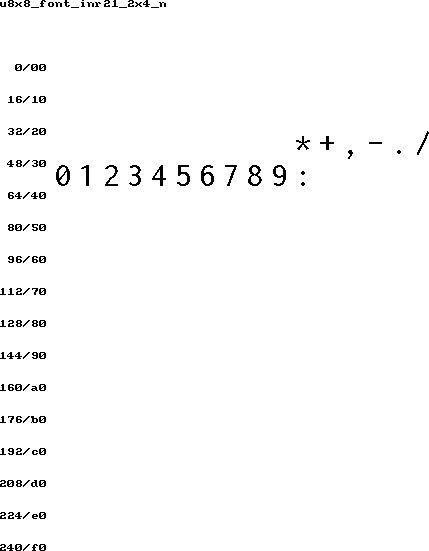 u8x8_font_inr21_2x4_n
0/00
16/10
32/20 *+,-./
48/30 0123456789:
64/40
80/50
96/60
112/70
128/80
144/90
160/a0
176/b0
192/c0
208/d0
224/e0
240/f0